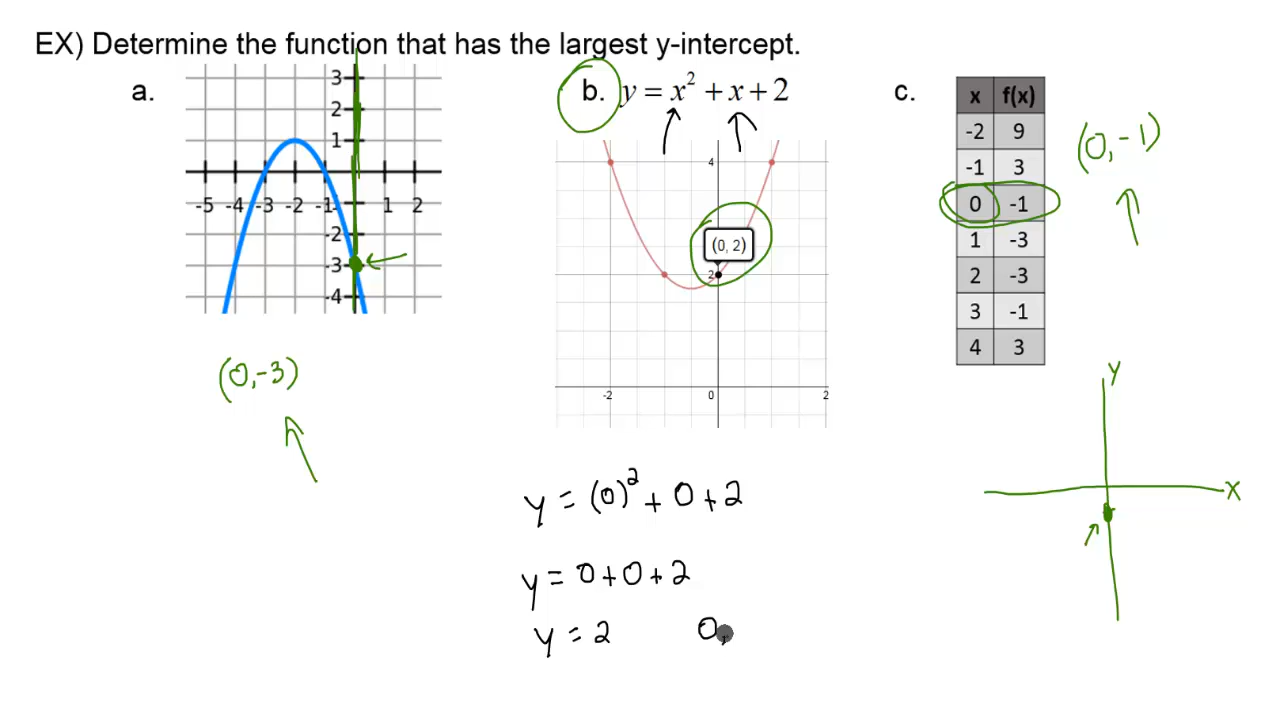 EX) Determine the function that has the largest y-intercept.
a.
3
2
1
-5 -4 -3 -2 -1 1 2
-2
-3
-4
(0,-3)
b. y = x² + x + 2
4
(0, 2)
2
-2 0 2
y = (0)² + 0 + 2
y = 0 + 0 + 2
y = 2 0,
c.
x f(x)
-2 9
-1 3
0 -1
1 -3
2 -3
3 -1
4 3
(0, -1)
y
x